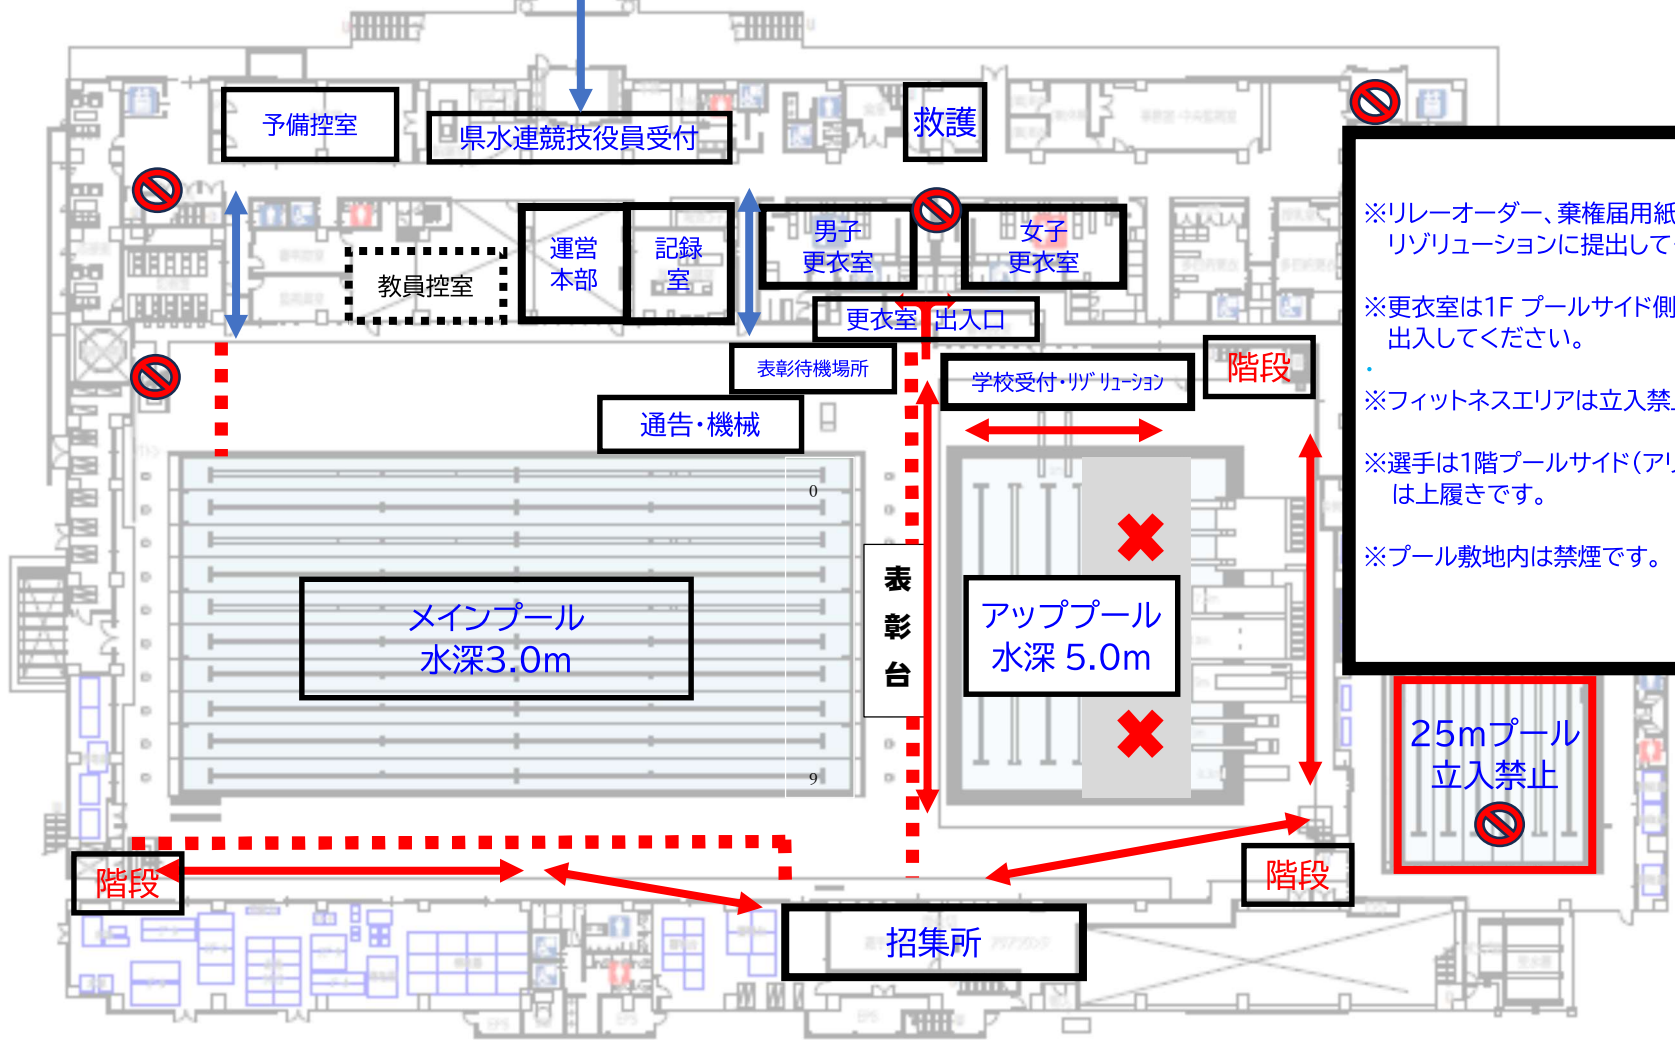 予備控室
県水連競技役員受付
救護
運営
本部
記録
室
男子
更衣室
女子
更衣室
教員控室
更衣室 出入口
表彰待機場所
学校受付・ﾘｿﾞﾘｭｰｼｮﾝ
階段
通告・機械
0
9
メインプール
水深3.0m
表
彰
台
アッププール
水深 5.0m
※リレーオーダー、棄権届用紙
リゾリューションに提出して
※更衣室は1F プールサイド側
出入してください。
※フィットネスエリアは立入禁
※選手は1階プールサイド(アリ
は上履きです。
※プール敷地内は禁煙です。
25mプール
立入禁止
階段
階段
招集所
EPS
EPS
EPS